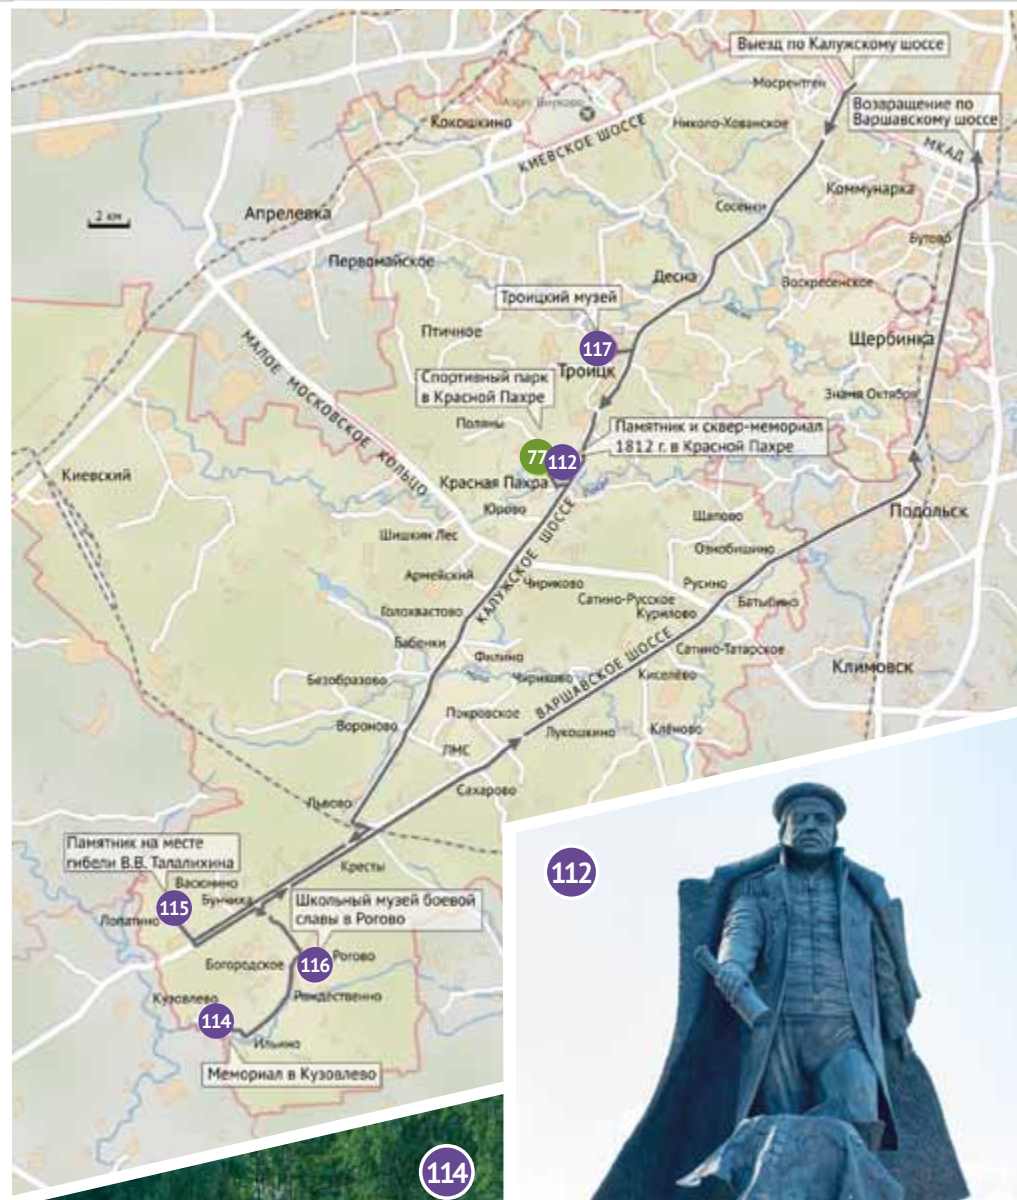 Выезд по Калужскому шоссе
Мосрентген
Возвращение по
Варшавскому шоссе
Аэрп. Внуково
Кокошкино
КИЕВСКОЕ ШОССЕ
Николо-Хованское
МКАД
Коммунарка
2 км
Апрелевка
Сосенки
Бутово
Первомайское
Десна
Воскресенское
Десна
Троицкий музей
Птичное
117
Троицк
Щербинка
МАЛОЕ МОСКОВСКОЕ КОЛЬЦО
Спортивный парк
в Красной Пахре
Знамя Октября
Поляны
Памятник и сквер-мемориал
1812 г. в Красной Пахре
77
112
Киевский
Красная Пахра
Юрово
Щапово
Подольск
Шишкин Лес
КАЛУЖСКОЕ ШОССЕ
Ознобишино
Армейский
Чириково
Русино
Сатино-Русское
Курилово
Батыбино
Голохвастово
Бабенки
Филино
Сатино-Татарское
Климовск
Безобразово
Чириково
Киселёво
ВАРШАВСКОЕ ШОССЕ
Покровское
Вороново
Лукошкино
Клёново
ЛМС
Сахарово
Львово
Памятник на месте
гибели В.В. Талалихина
Кресты
Васюнино
Бунчиха
Школьный музей боевой
славы в Рогово
115
Лопатино
Богородское
116
Рогово
Кузовлево
Рождественно
114
Ильино
Мемориал в Кузовлево
112
114